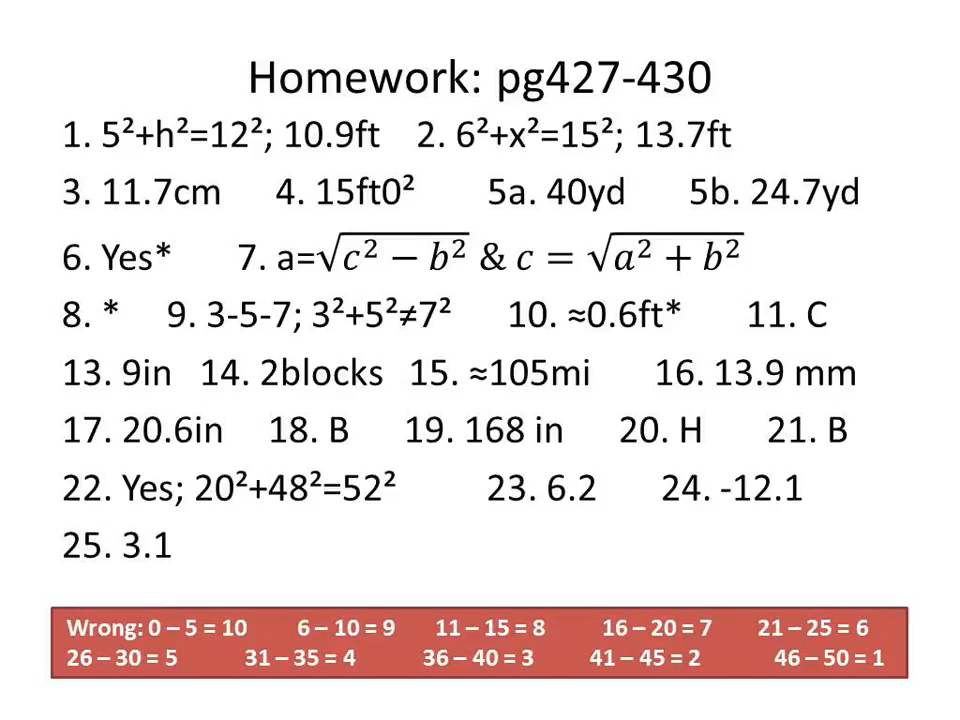 Homework: pg427-430
1. 5²+h²=12²; 10.9ft 2. 6²+x²=15²; 13.7ft
3. 11.7cm 4. 15ft0² 5a. 40yd 5b. 24.7yd
6. Yes* 7. a=√(c² − b²) & c = √(a² + b²)
8. * 9. 3-5-7; 3²+5²≠7² 10. ≈0.6ft* 11. C
13. 9in 14. 2blocks 15. ≈105mi 16. 13.9 mm
17. 20.6in 18. B 19. 168 in 20. H 21. B
22. Yes; 20²+48²=52² 23. 6.2 24. -12.1
25. 3.1
Wrong: 0 – 5 = 10 6 – 10 = 9 11 – 15 = 8 16 – 20 = 7 21 – 25 = 6
26 – 30 = 5 31 – 35 = 4 36 – 40 = 3 41 – 45 = 2 46 – 50 = 1